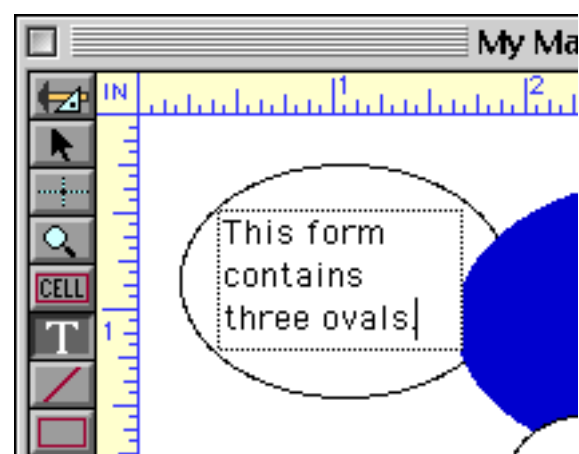 My Ma
IN
1
2
This form
contains
three ovals.
CELL
1
T